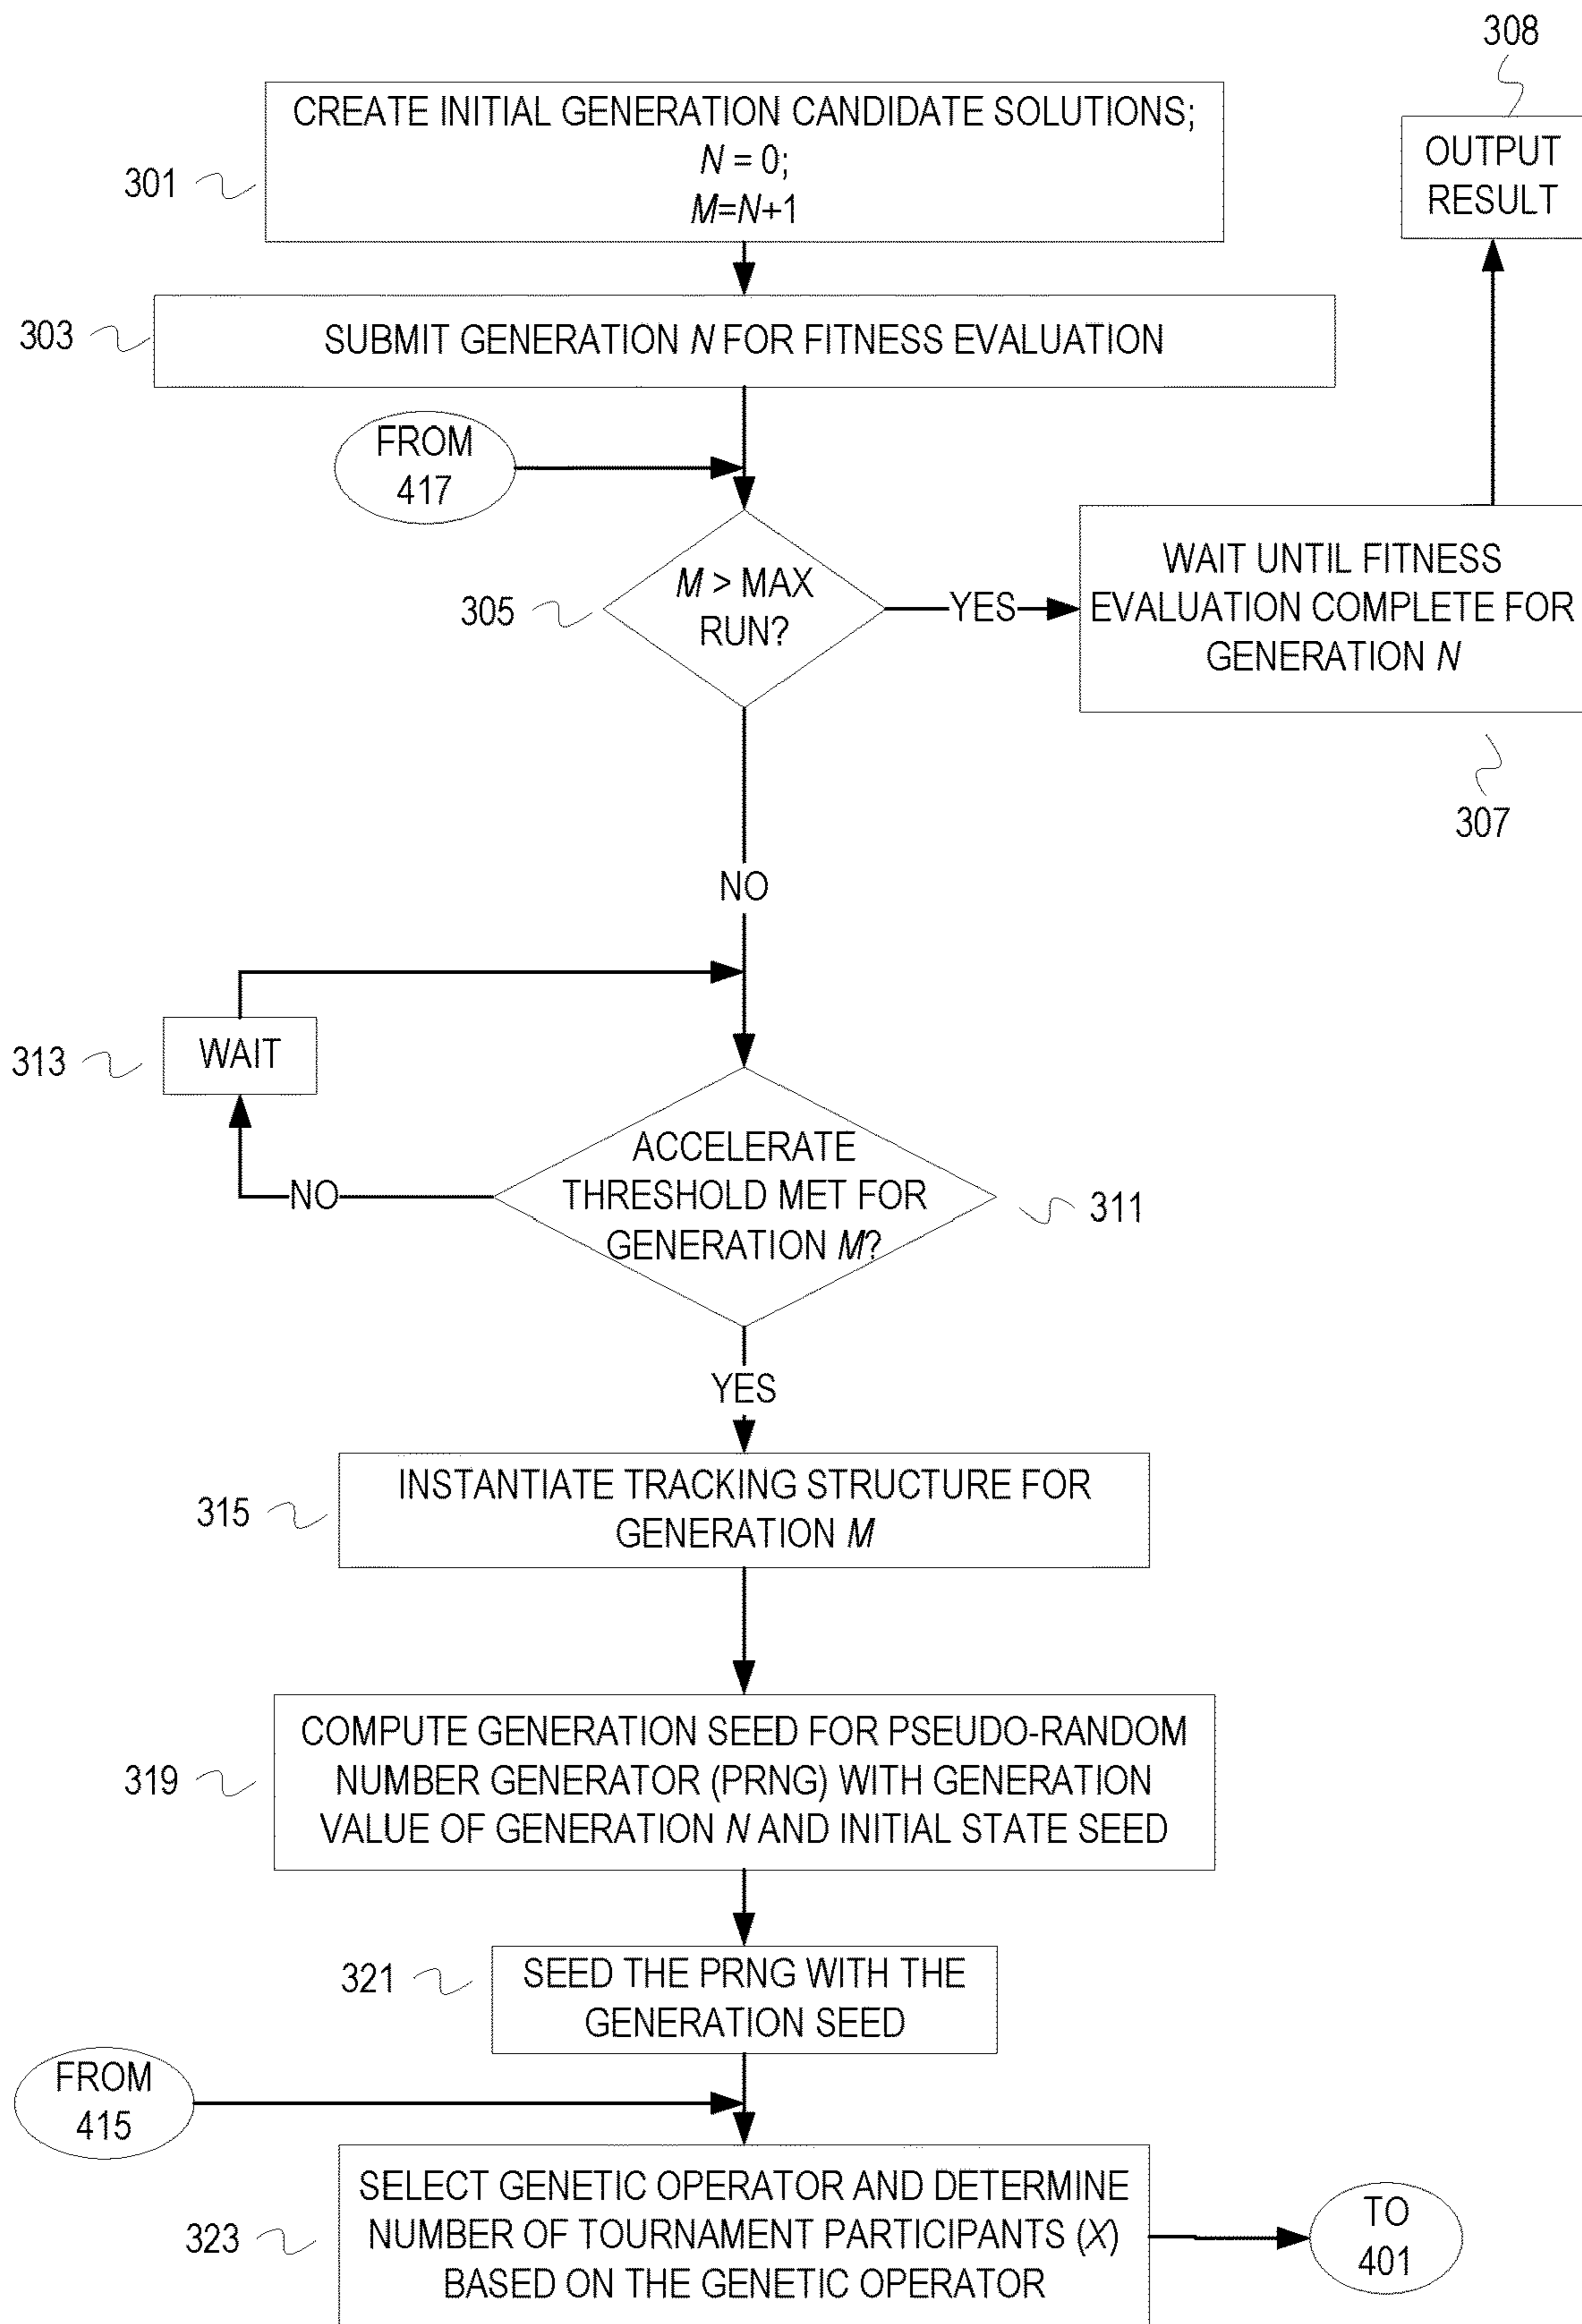 308
CREATE INITIAL GENERATION CANDIDATE SOLUTIONS;
N = 0;
M=N+1
301
OUTPUT
RESULT
303
SUBMIT GENERATION N FOR FITNESS EVALUATION
FROM
417
305
M > MAX
RUN?
YES
WAIT UNTIL FITNESS
EVALUATION COMPLETE FOR
GENERATION N
307
NO
313
WAIT
NO
ACCELERATE
THRESHOLD MET FOR
GENERATION M?
311
YES
315
INSTANTIATE TRACKING STRUCTURE FOR
GENERATION M
319
COMPUTE GENERATION SEED FOR PSEUDO-RANDOM
NUMBER GENERATOR (PRNG) WITH GENERATION
VALUE OF GENERATION N AND INITIAL STATE SEED
321
SEED THE PRNG WITH THE
GENERATION SEED
FROM
415
323
SELECT GENETIC OPERATOR AND DETERMINE
NUMBER OF TOURNAMENT PARTICIPANTS (X)
BASED ON THE GENETIC OPERATOR
TO
401